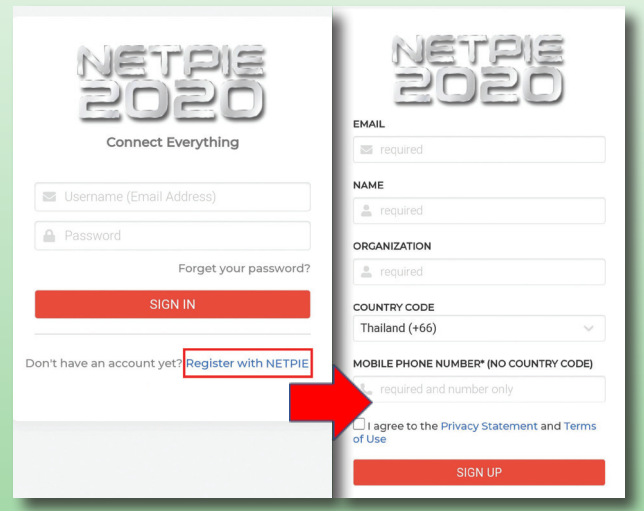 NETPIE
2020
Connect Everything
Username (Email Address)
Password
Forget your password?
SIGN IN
Don't have an account yet? Register with NETPIE
NETPIE
2020
EMAIL
required
NAME
required
ORGANIZATION
required
COUNTRY CODE
Thailand (+66)
MOBILE PHONE NUMBER* (NO COUNTRY CODE)
required and number only
I agree to the Privacy Statement and Terms
of Use
SIGN UP